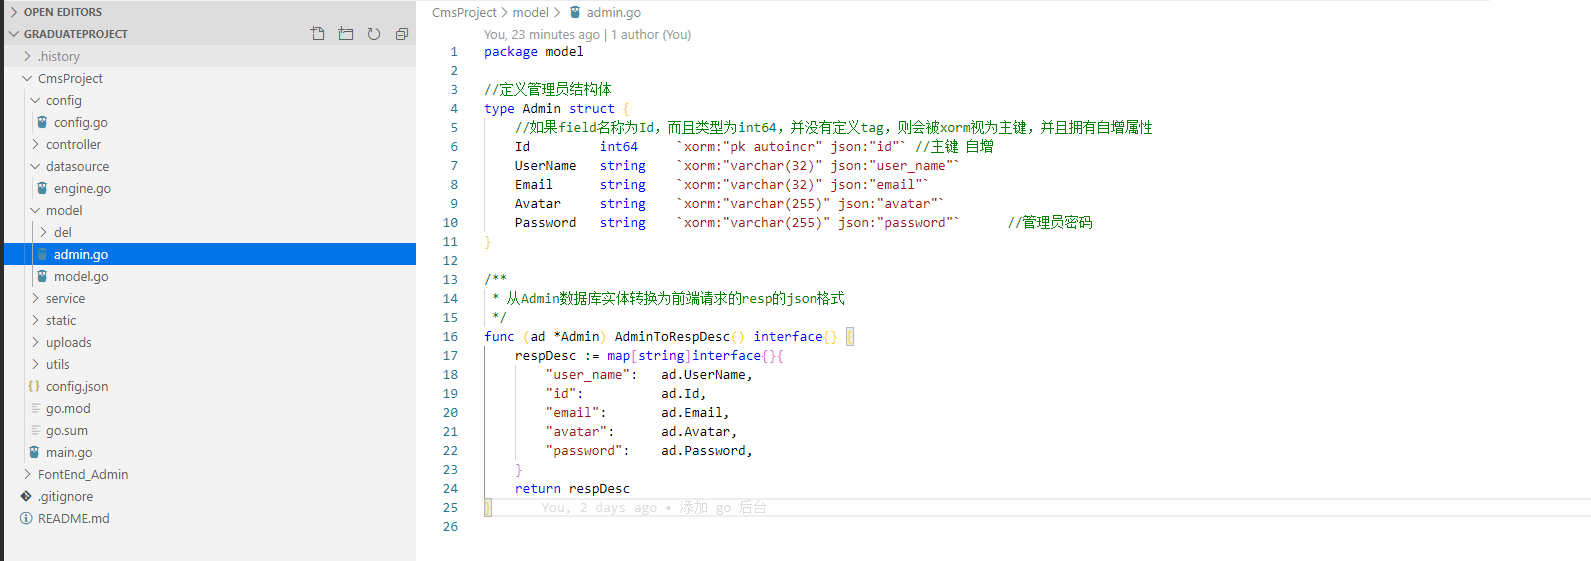 OPEN EDITORS
GRADUATEPROJECT
.history
CmsProject
config
config.go
controller
datasource
engine.go
model
del
admin.go
model.go
service
static
uploads
utils
config.json
go.mod
go.sum
main.go
FontEnd_Admin
.gitignore
README.md
CmsProject > model > admin.go
You, 23 minutes ago | 1 author (You)
1 package model
2
3 //定义管理员结构体
4 type Admin struct {
5 //如果field名称为Id，而且类型为int64，并没有定义tag，则会被xorm视为主键，并且拥有自增属性
6 Id int64 `xorm:"pk autoincr" json:"id"` //主键 自增
7 UserName string `xorm:"varchar(32)" json:"user_name"`
8 Email string `xorm:"varchar(32)" json:"email"`
9 Avatar string `xorm:"varchar(255)" json:"avatar"`
10 Password string `xorm:"varchar(255)" json:"password"` //管理员密码
11 }
12
13 /**
14 * 从Admin数据库实体转换为前端请求的resp的json格式
15 */
16 func (ad *Admin) AdminToRespDesc() interface{} {
17 respDesc := map[string]interface{}{
18 "user_name": ad.UserName,
19 "id": ad.Id,
20 "email": ad.Email,
21 "avatar": ad.Avatar,
22 "password": ad.Password,
23 }
24 return respDesc
25 } You, 2 days ago • 添加 go 后台
26